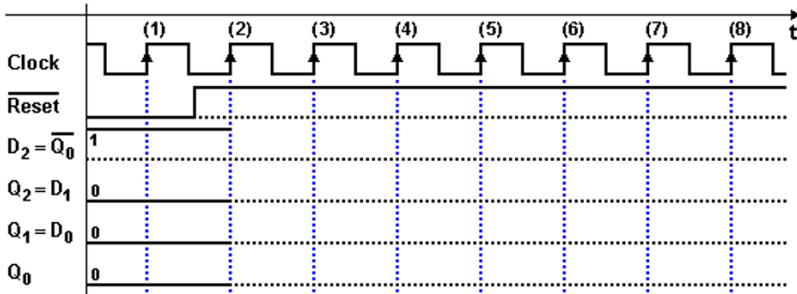 (1) (2) (3) (4) (5) (6) (7) (8) t
Clock
Reset
D2 = Q0 1
Q2 = D1 0
Q1 = D0 0
Q0 0